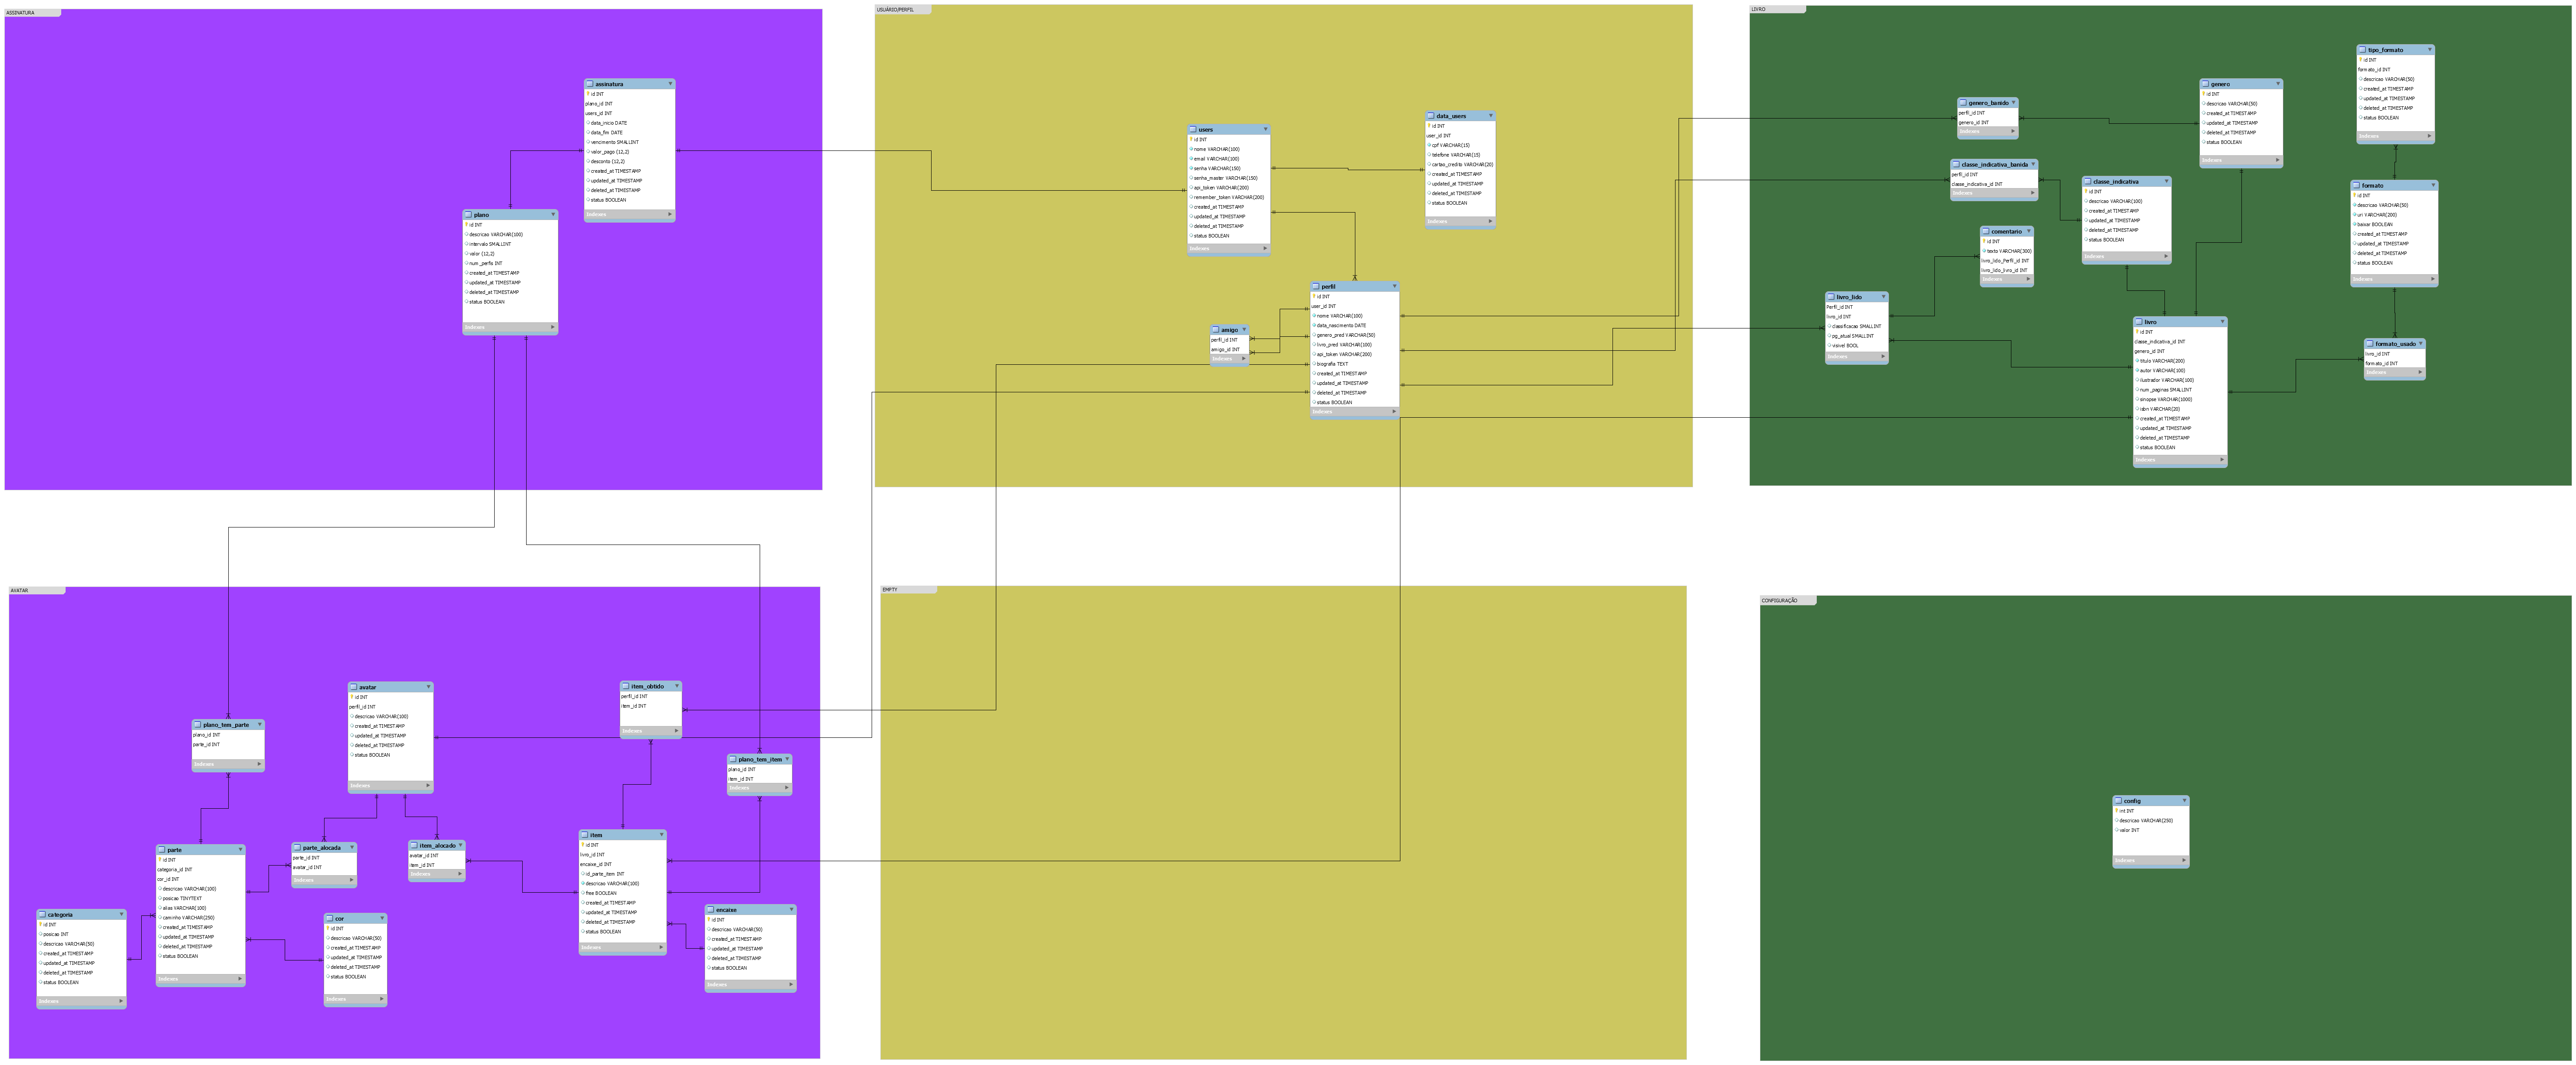 ASSINATURA
assinatura
id INT
plano_id INT
users_id INT
data_inicio DATE
data_fim DATE
vencimento SMALLINT
valor_pago (12,2)
desconto (12,2)
created_at TIMESTAMP
updated_at TIMESTAMP
deleted_at TIMESTAMP
status BOOLEAN
Indexes
plano
id INT
descricao VARCHAR(100)
intervalo SMALLINT
valor (12,2)
num_perfis INT
created_at TIMESTAMP
updated_at TIMESTAMP
deleted_at TIMESTAMP
status BOOLEAN
Indexes
USUÁRIO/PERFIL
users
id INT
nome VARCHAR(100)
email VARCHAR(100)
senha VARCHAR(150)
senha_master VARCHAR(150)
api_token VARCHAR(200)
remember_token VARCHAR(200)
created_at TIMESTAMP
updated_at TIMESTAMP
deleted_at TIMESTAMP
status BOOLEAN
Indexes
data_users
id INT
user_id INT
cpf VARCHAR(15)
telefone VARCHAR(15)
cartao_credito VARCHAR(20)
created_at TIMESTAMP
updated_at TIMESTAMP
deleted_at TIMESTAMP
status BOOLEAN
Indexes
perfil
id INT
user_id INT
nome VARCHAR(100)
data_nascimento DATE
genero_pred VARCHAR(50)
livro_pred VARCHAR(100)
api_token VARCHAR(200)
biografia TEXT
created_at TIMESTAMP
updated_at TIMESTAMP
deleted_at TIMESTAMP
status BOOLEAN
Indexes
amigo
perfil_id INT
amigo_id INT
Indexes
LIVRO
tipo_formato
id INT
formato_id INT
descricao VARCHAR(50)
created_at TIMESTAMP
updated_at TIMESTAMP
deleted_at TIMESTAMP
status BOOLEAN
Indexes
genero
id INT
descricao VARCHAR(50)
created_at TIMESTAMP
updated_at TIMESTAMP
deleted_at TIMESTAMP
status BOOLEAN
Indexes
genero_banido
perfil_id INT
genero_id INT
Indexes
classe_indicativa_banida
perfil_id INT
classe_indicativa_id INT
Indexes
classe_indicativa
id INT
descricao VARCHAR(100)
created_at TIMESTAMP
updated_at TIMESTAMP
deleted_at TIMESTAMP
status BOOLEAN
Indexes
formato
id INT
descricao VARCHAR(50)
uri VARCHAR(200)
baixar BOOLEAN
created_at TIMESTAMP
updated_at TIMESTAMP
deleted_at TIMESTAMP
status BOOLEAN
Indexes
comentario
id INT
texto VARCHAR(300)
livro_lido_Perfil_id INT
livro_lido_livro_id INT
Indexes
livro_lido
Perfil_id INT
livro_id INT
classificacao SMALLINT
pg_atual SMALLINT
visivel BOOL
Indexes
livro
id INT
classe_indicativa_id INT
genero_id INT
titulo VARCHAR(200)
autor VARCHAR(100)
ilustrador VARCHAR(100)
num_paginas SMALLINT
sinopse VARCHAR(1000)
isbn VARCHAR(20)
created_at TIMESTAMP
updated_at TIMESTAMP
deleted_at TIMESTAMP
status BOOLEAN
Indexes
formato_usado
livro_id INT
formato_id INT
Indexes
AVATAR
avatar
id INT
perfil_id INT
descricao VARCHAR(100)
created_at TIMESTAMP
updated_at TIMESTAMP
deleted_at TIMESTAMP
status BOOLEAN
Indexes
item_obtido
perfil_id INT
item_id INT
Indexes
plano_tem_parte
plano_id INT
parte_id INT
Indexes
plano_tem_item
plano_id INT
item_id INT
Indexes
parte
id INT
categoria_id INT
cor_id INT
descricao VARCHAR(100)
posicao TINYTEXT
alias VARCHAR(100)
caminho VARCHAR(250)
created_at TIMESTAMP
updated_at TIMESTAMP
deleted_at TIMESTAMP
status BOOLEAN
Indexes
parte_alocada
parte_id INT
avatar_id INT
Indexes
item_alocado
avatar_id INT
item_id INT
Indexes
item
id INT
livro_id INT
encaixe_id INT
id_parte_item INT
descricao VARCHAR(100)
fixa BOOLEAN
created_at TIMESTAMP
updated_at TIMESTAMP
deleted_at TIMESTAMP
status BOOLEAN
Indexes
categoria
id INT
posicao INT
descricao VARCHAR(50)
created_at TIMESTAMP
updated_at TIMESTAMP
deleted_at TIMESTAMP
status BOOLEAN
Indexes
cor
id INT
descricao VARCHAR(50)
created_at TIMESTAMP
updated_at TIMESTAMP
deleted_at TIMESTAMP
status BOOLEAN
Indexes
encaixe
id INT
descricao VARCHAR(50)
created_at TIMESTAMP
updated_at TIMESTAMP
deleted_at TIMESTAMP
status BOOLEAN
Indexes
EMPTY
CONFIGURAÇÃO
config
int INT
descricao VARCHAR(250)
valor INT
Indexes